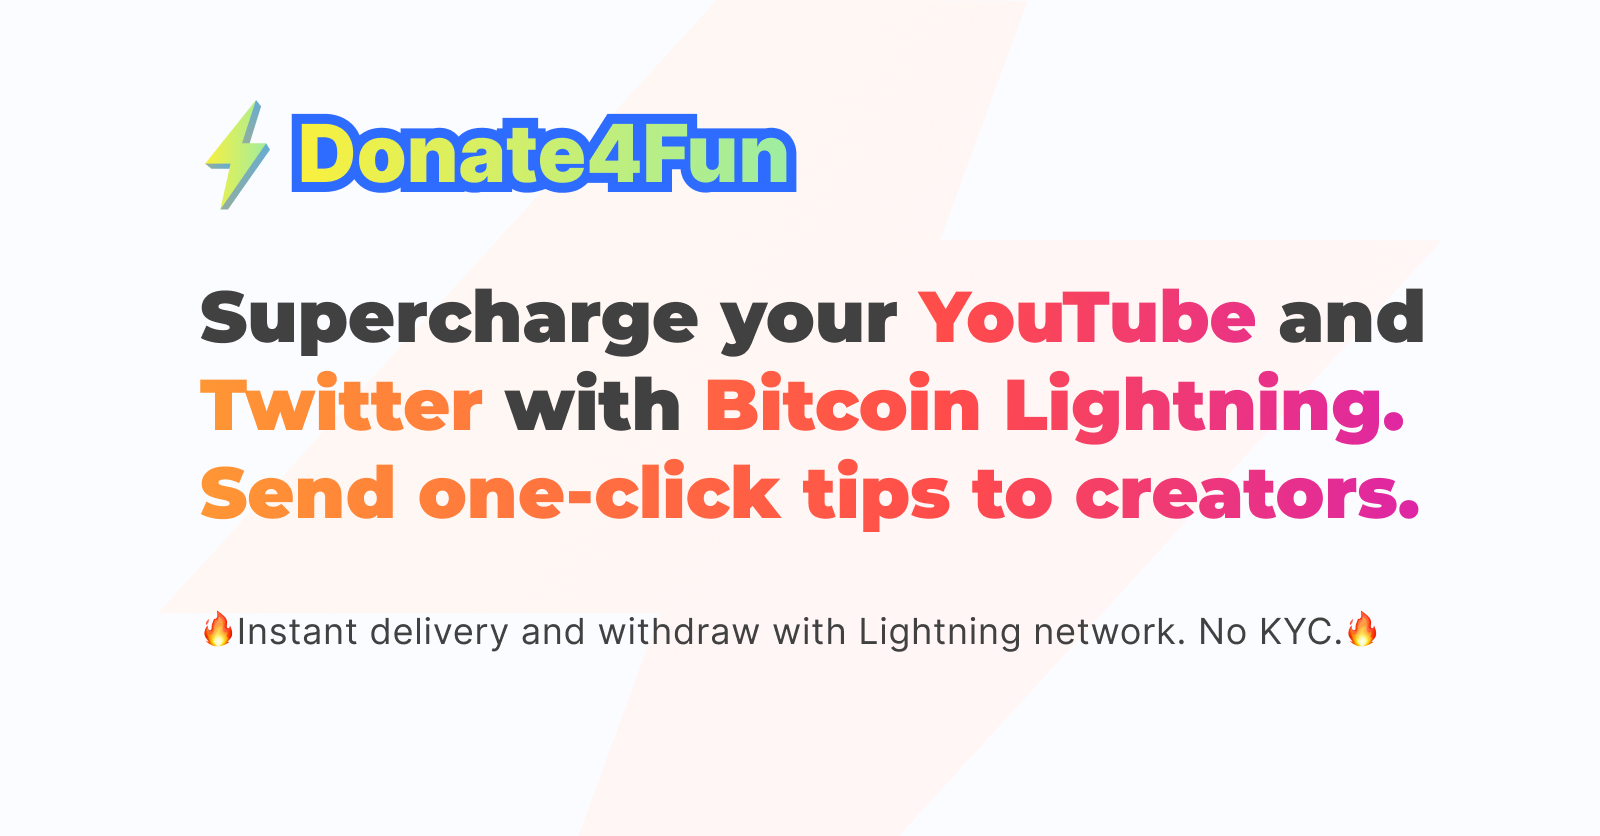 Donate4Fun
Supercharge your YouTube and
Twitter with Bitcoin Lightning.
Send one-click tips to creators.
🔥Instant delivery and withdraw with Lightning network. No KYC.🔥